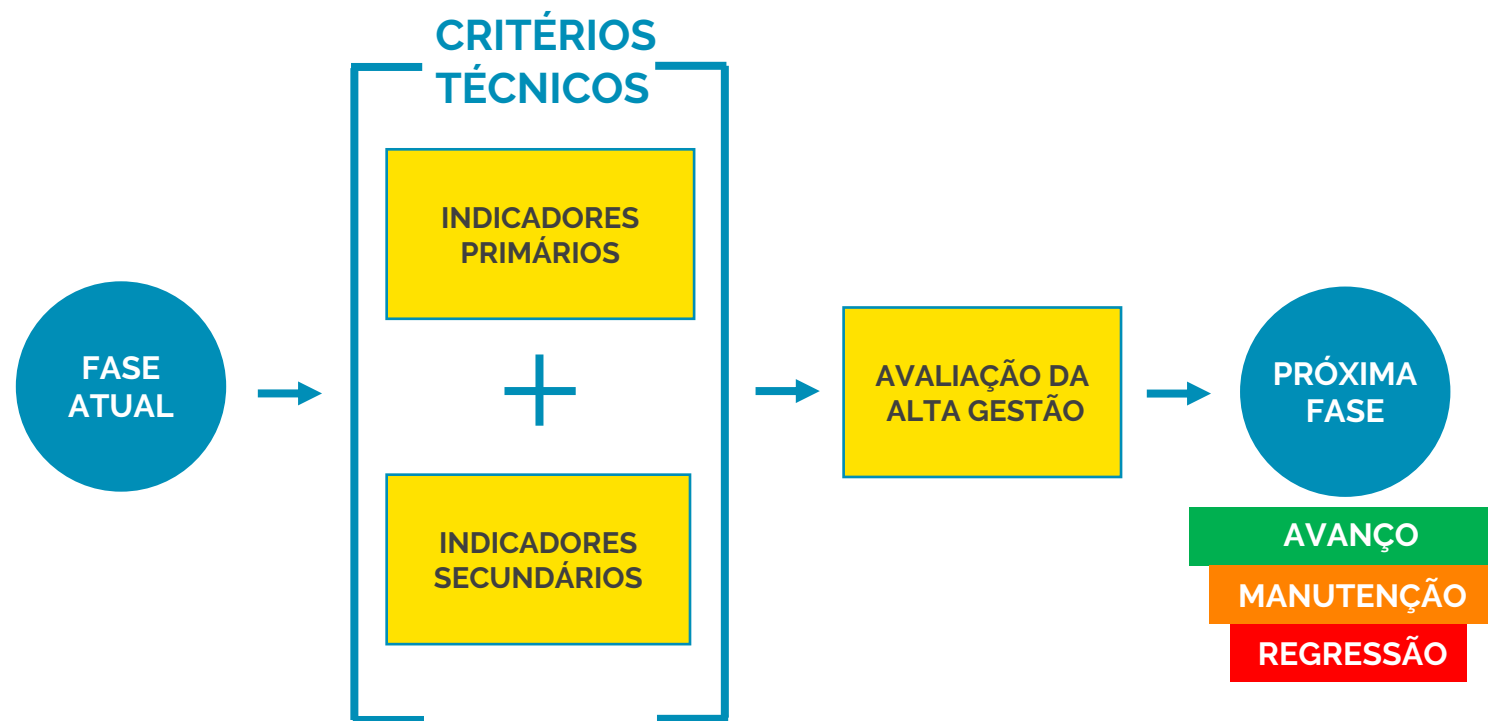 CRITÉRIOS
TÉCNICOS
FASE
ATUAL
INDICADORES
PRIMÁRIOS
+
INDICADORES
SECUNDÁRIOS
AVALIAÇÃO DA
ALTA GESTÃO
PRÓXIMA
FASE
AVANÇO
MANUTENÇÃO
REGRESSÃO